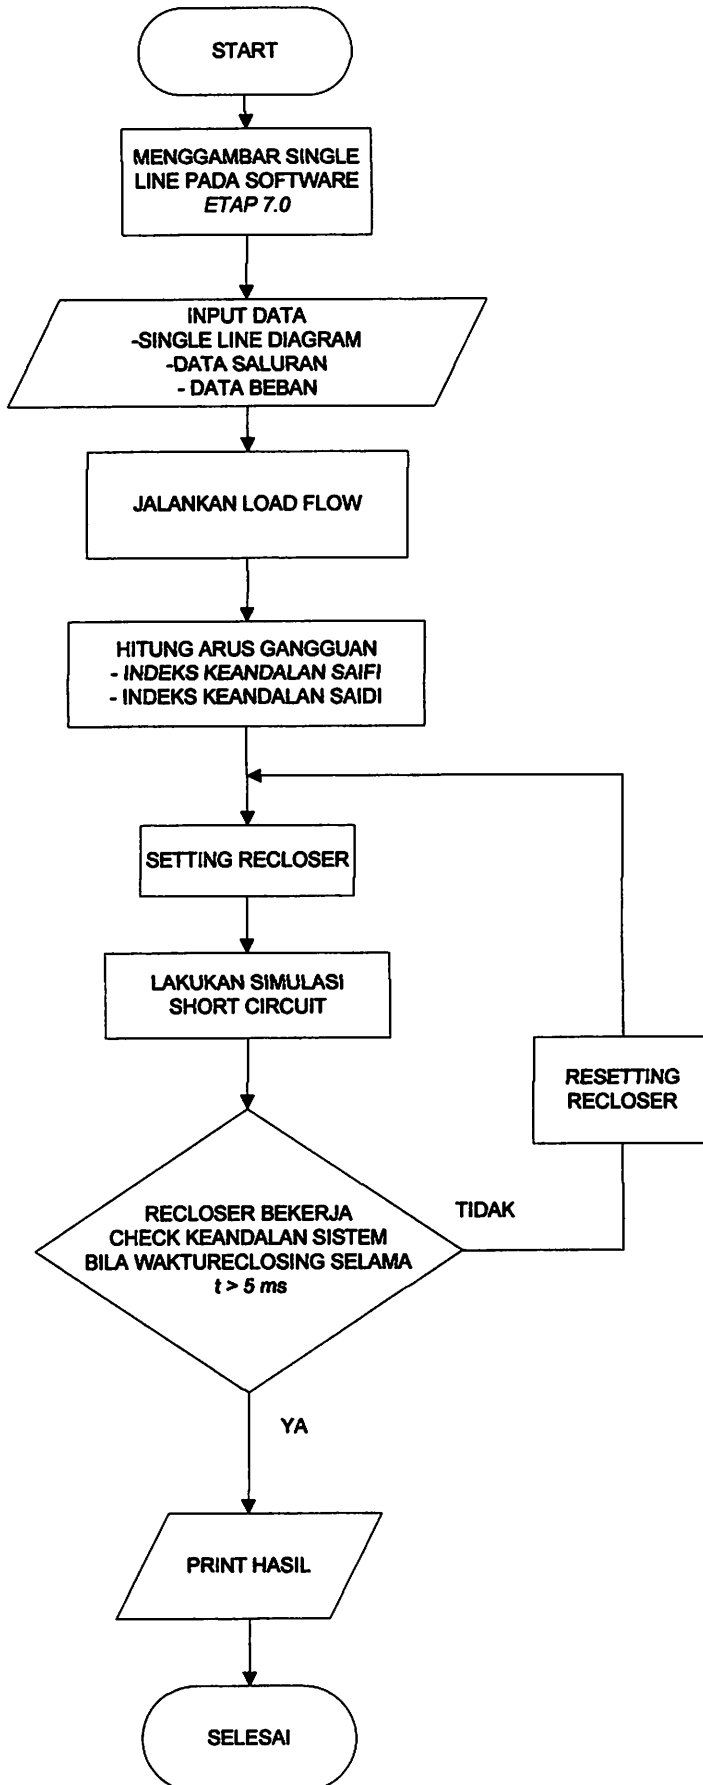 START
MENGGAMBAR SINGLE
LINE PADA SOFTWARE
ETAP 7.0
INPUT DATA
-SINGLE LINE DIAGRAM
-DATA SALURAN
- DATA BEBAN
JALANKAN LOAD FLOW
HITUNG ARUS GANGGUAN
- INDEKS KEANDALAN SAIFI
- INDEKS KEANDALAN SAIDI
SETTING RECLOSER
LAKUKAN SIMULASI
SHORT CIRCUIT
RESETTING
RECLOSER
RECLOSER BEKERJA
CHECK KEANDALAN SISTEM
BILA WAKTURECLOSING SELAMA
t > 5 ms
TIDAK
YA
PRINT HASIL
SELESAI